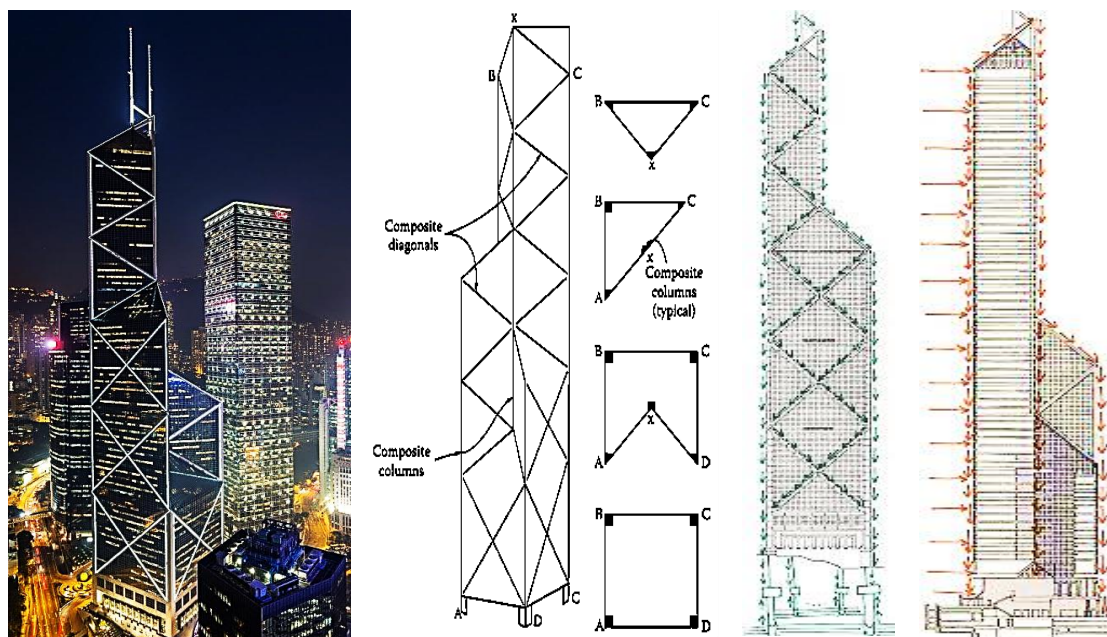 x
B
C
Composite
diagonals
Composite
columns
A
D
C
B
C
x
B
C
x
Composite
columns
(typical)
A
B
C
x
A
D
B
C
A
D